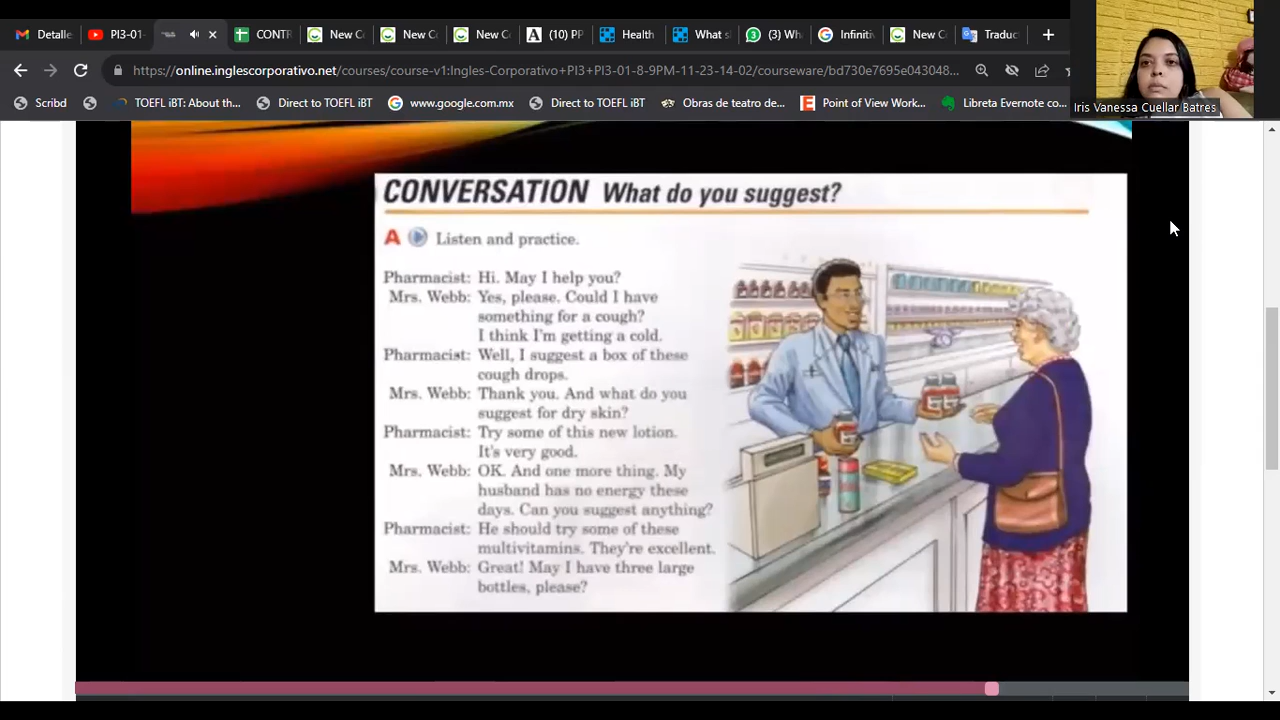 Detalle
PI3-01-
CONTR
New C
New C
New C
(10) PP
Health
What s
(3) Wh
Infiniti
New C
Traduc
https://online.inglescorporativo.net/courses/course-v1:Ingles-Corporativo+PI3+PI3-01-8-9PM-11-23-14-02/courseware/bd730e7695e043048...
Iris Vanessa Cuellar Batres
Scribd
TOEFL iBT: About th...
Direct to TOEFL iBT
www.google.com.mx
Direct to TOEFL iBT
Obras de teatro de...
Point of View Work...
Libreta Evernote co...
CONVERSATION What do you suggest?
A Listen and practice.
Pharmacist: Hi. May I help you?
Mrs. Webb: Yes, please. Could I have
something for a cough?
I think I'm getting a cold.
Pharmacist: Well, I suggest a box of these
cough drops.
Mrs. Webb: Thank you. And what do you
suggest for dry skin?
Pharmacist: Try some of this new lotion.
It's very good.
Mrs. Webb: OK. And one more thing. My
husband has no energy these
days. Can you suggest anything?
Pharmacist: He should try some of these
multivitamins. They're excellent.
Mrs. Webb: Great! May I have three large
bottles, please?